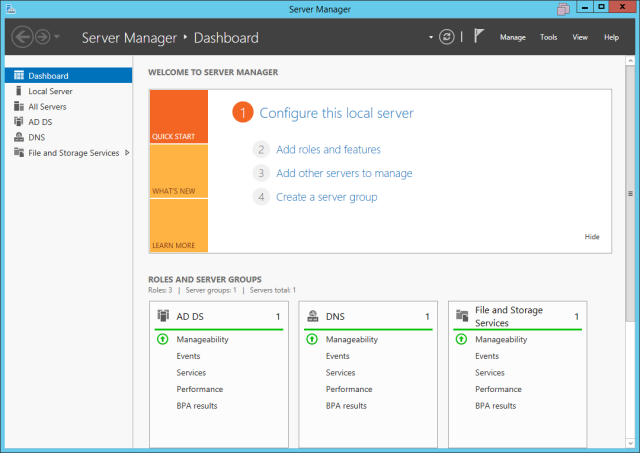 Server Manager
Server Manager ‣ Dashboard
Manage Tools View Help
Dashboard
Local Server
All Servers
AD DS
DNS
File and Storage Services
WELCOME TO SERVER MANAGER
QUICK START
WHAT'S NEW
LEARN MORE
1 Configure this local server
2 Add roles and features
3 Add other servers to manage
4 Create a server group
Hide
ROLES AND SERVER GROUPS
Roles: 3 | Server groups: 1 | Servers total: 1
AD DS 1
Manageability
Events
Services
Performance
BPA results
DNS 1
Manageability
Events
Services
Performance
BPA results
File and Storage
Services 1
Manageability
Events
Services
Performance
BPA results